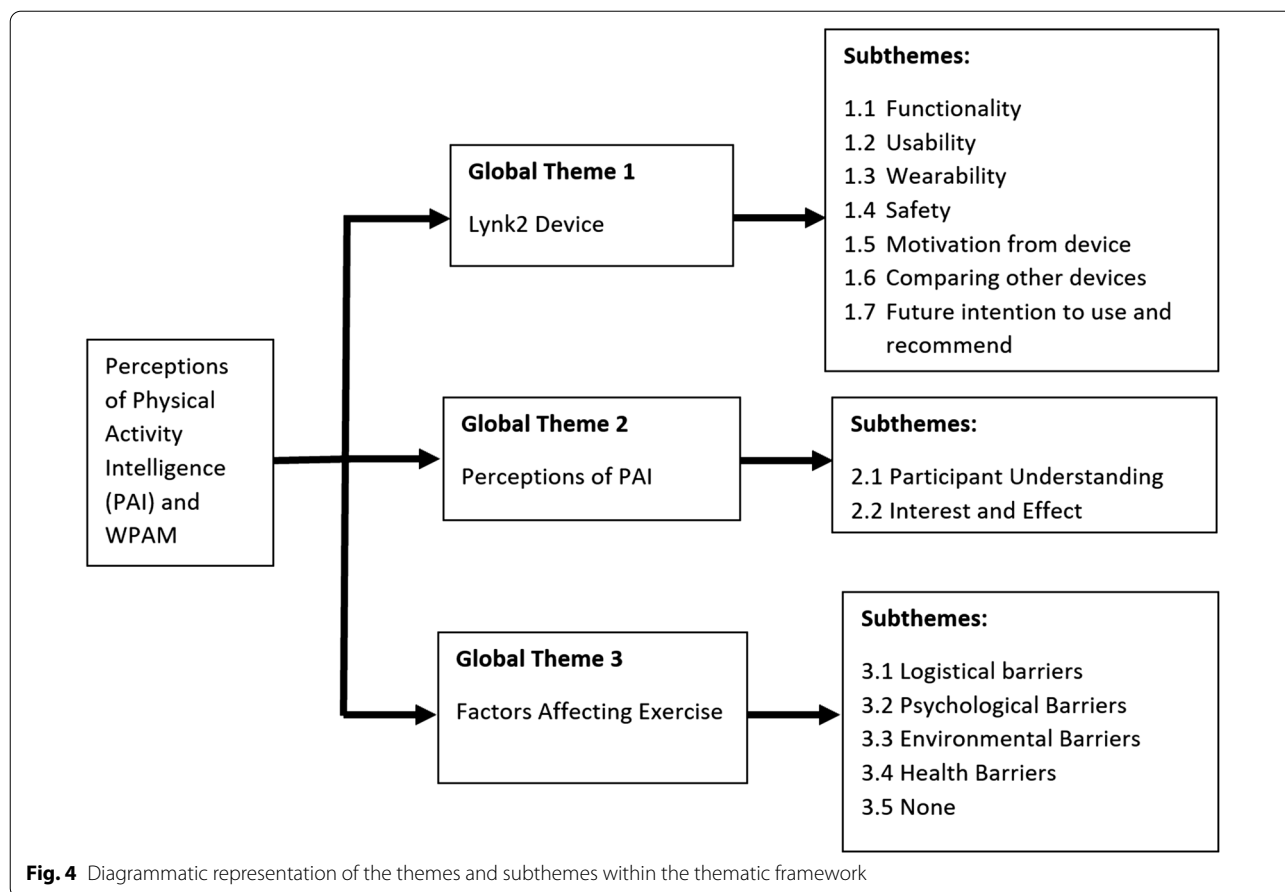 Perceptions
of Physical
Activity
Intelligence
(PAI) and
WPAM
Global Theme 1
Lynk2 Device
Subthemes:
1.1 Functionality
1.2 Usability
1.3 Wearability
1.4 Safety
1.5 Motivation from device
1.6 Comparing other devices
1.7 Future intention to use and
recommend
Global Theme 2
Perceptions of PAI
Subthemes:
2.1 Participant Understanding
2.2 Interest and Effect
Global Theme 3
Factors Affecting Exercise
Subthemes:
3.1 Logistical barriers
3.2 Psychological Barriers
3.3 Environmental Barriers
3.4 Health Barriers
3.5 None
Fig. 4 Diagrammatic representation of the themes and subthemes within the thematic framework